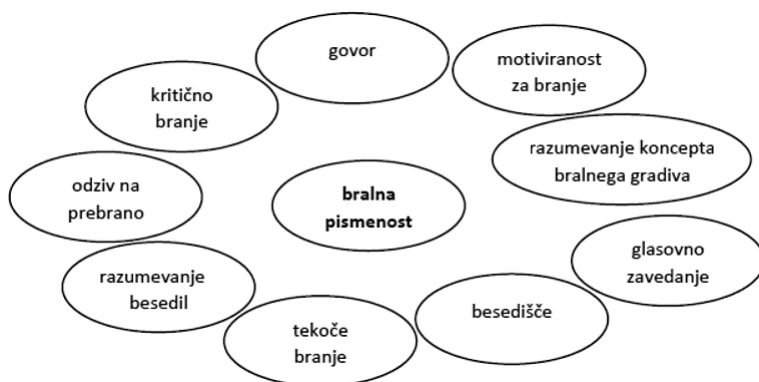 govor
motiviranost
za branje
kritično
branje
razumevanje koncepta
bralnega gradiva
odziv na
prebrano
bralna
pismenost
glasovno
zavedanje
razumevanje
besedil
besedišče
tekoče
branje